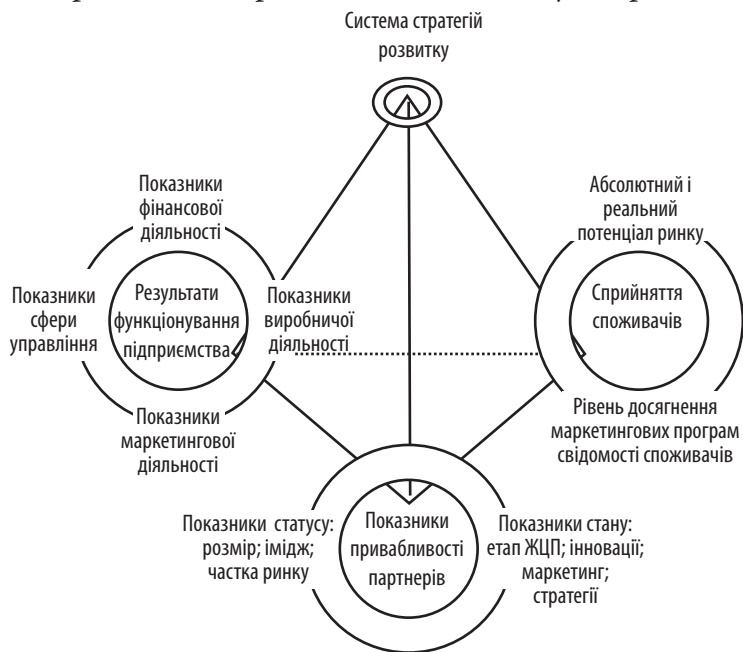 Система стратегій
розвитку
Показники
фінансової
діяльності
Абсолютний і
реальний
потенціал ринку
Показники
сфери
управління
Результати
функціонування
підприємства
Показники
виробничої
діяльності
Сприйняття
споживачів
Показники
маркетингової
діяльності
Рівень досягнення
маркетингових програм
свідомості споживачів
Показники статусу:
розмір; імідж;
частка ринку
Показники
привабливості
партнерів
Показники стану:
етап ЖЦП; інновації;
маркетинг;
стратегії